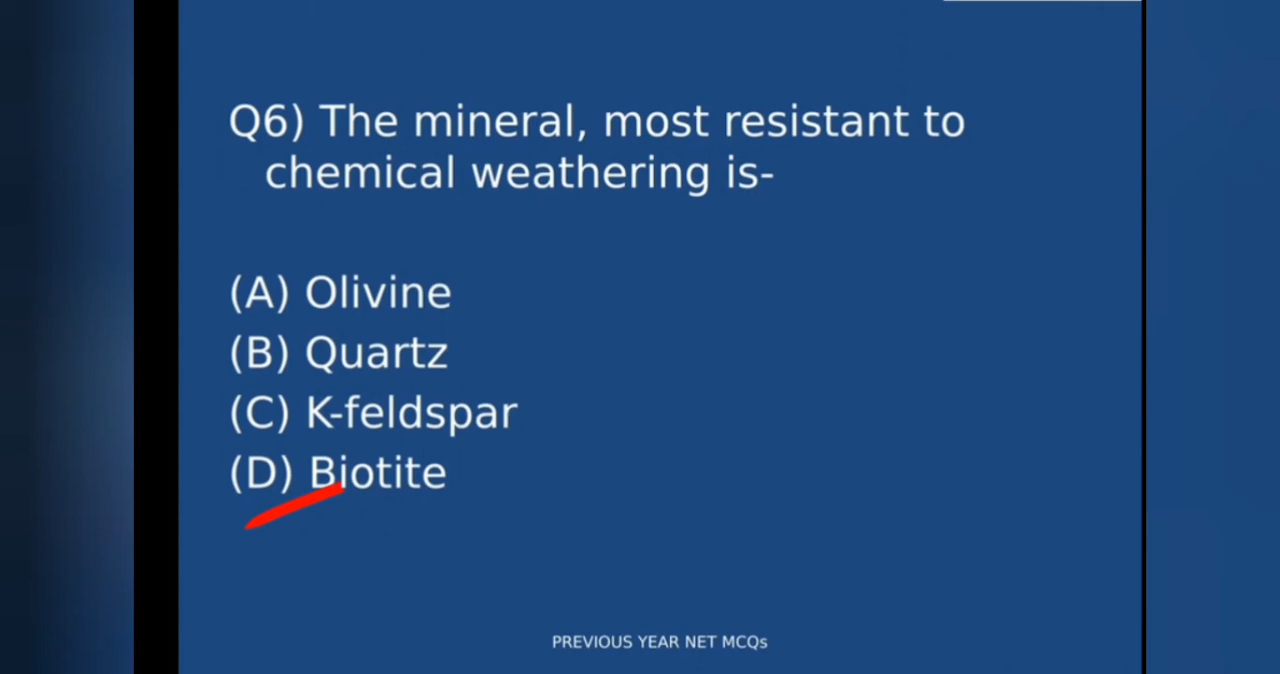 Q6) The mineral, most resistant to
chemical weathering is-
(A) Olivine
(B) Quartz
(C) K-feldspar
(D) Biotite
PREVIOUS YEAR NET MCQs